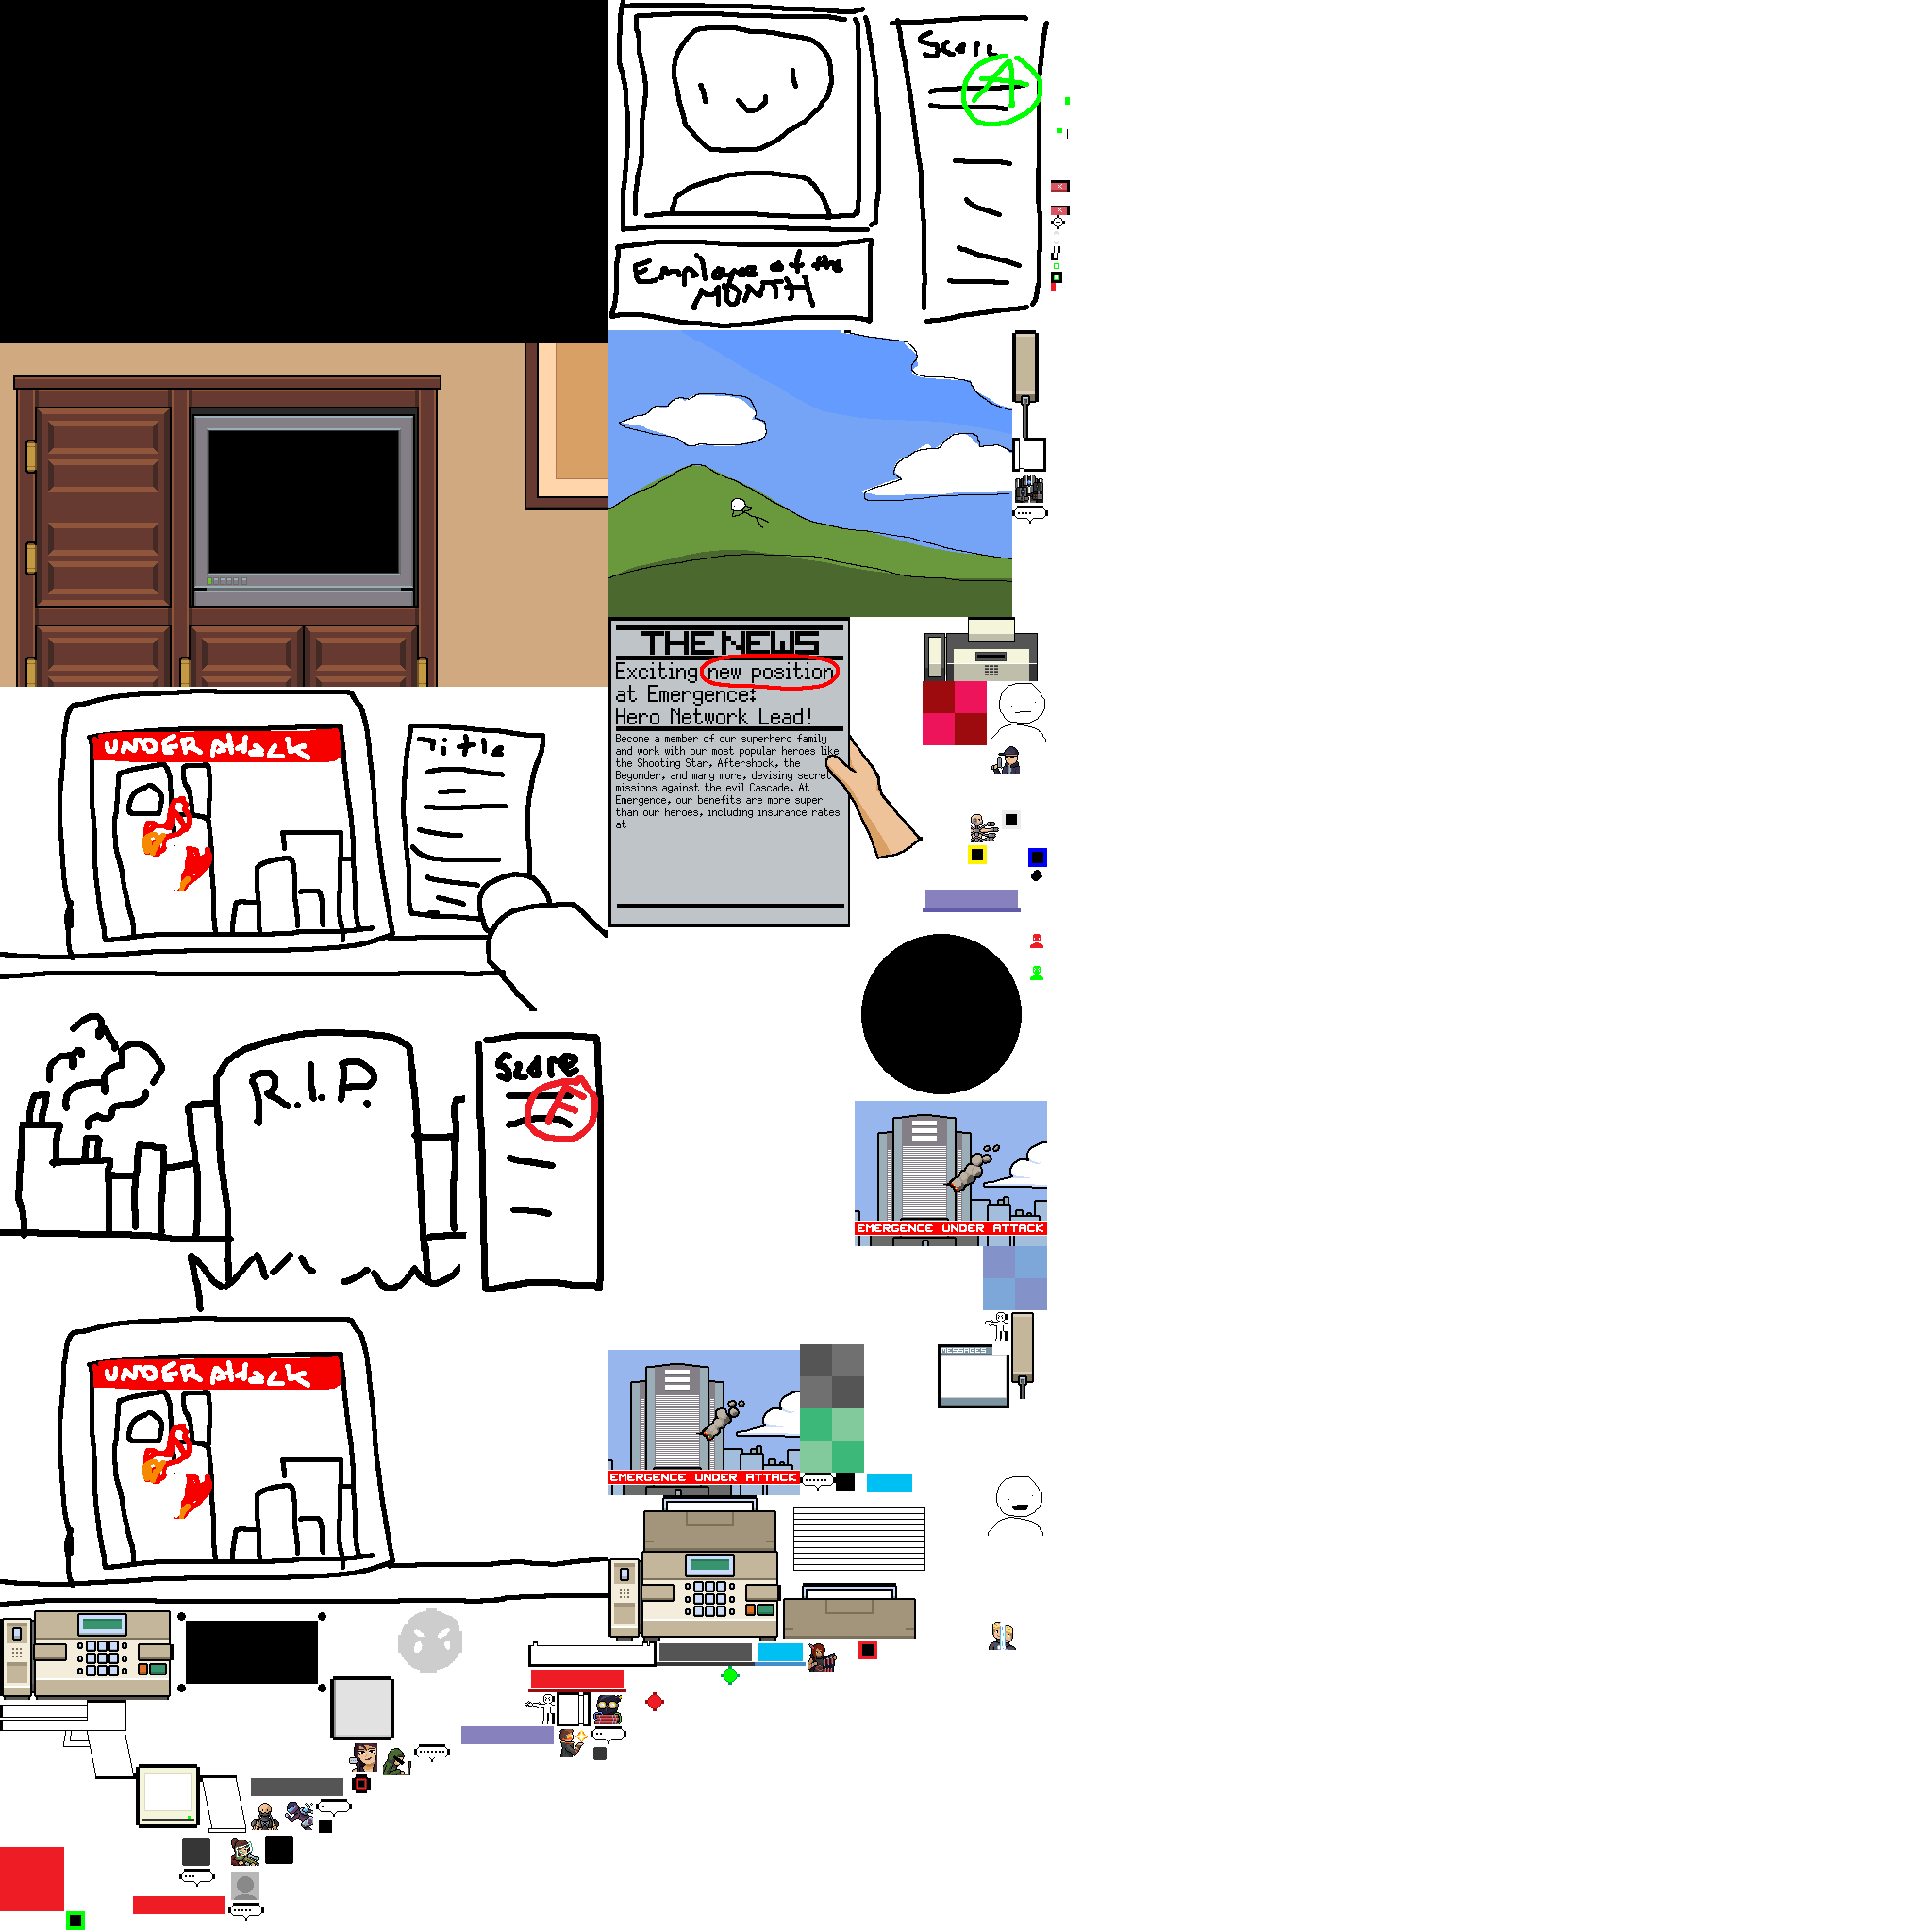 Score
A
Employee of the
MONTH
THE NEWS
Exciting new position
at Emergence:
Hero Network Lead!
Become a member of our superhero family
and work with our most popular heroes like
the Shooting Star, Aftershock, the
Beyonder, and many more, devising secret
missions against the evil Cascade. At
Emergence, our benefits are more super
than our heroes, including insurance rates
at
UNDER Attack
Title
R.I.P.
Score
F
EMERGENCE UNDER ATTACK
MESSAGES
UNDER Attack
EMERGENCE UNDER ATTACK